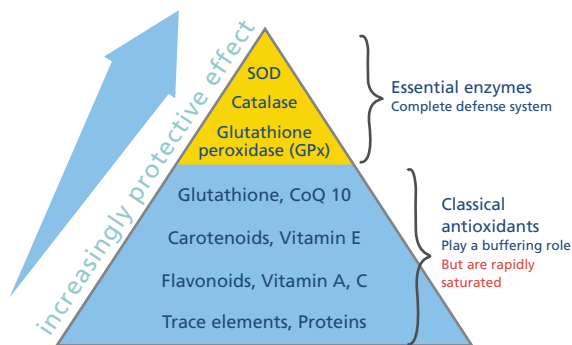 increasingly protective effect
SOD
Catalase
Glutathione
peroxidase (GPx)
Essential enzymes
Complete defense system
Glutathione, CoQ 10
Carotenoids, Vitamin E
Flavonoids, Vitamin A, C
Trace elements, Proteins
Classical
antioxidants
Play a buffering role
But are rapidly
saturated